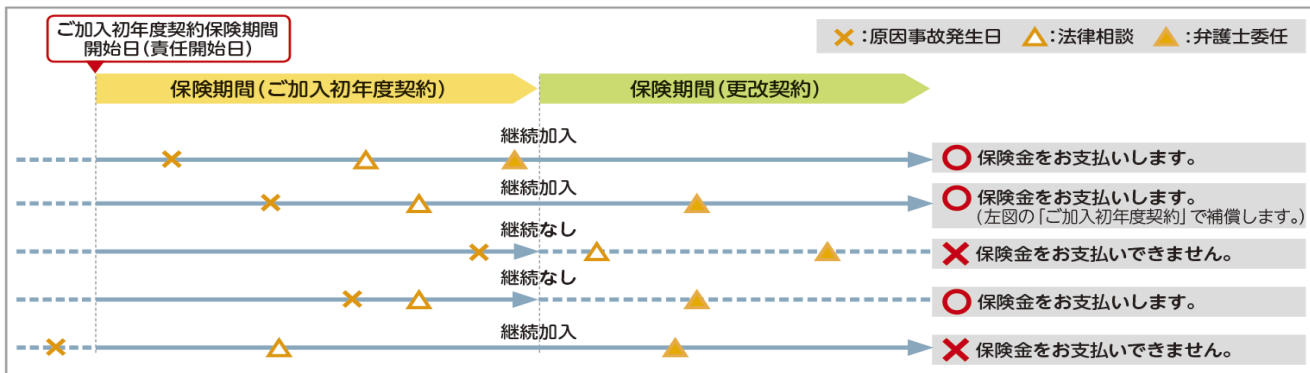 ご加入初年度契約保険期間
開始日(責任開始日)
×:原因事故発生日 △:法律相談 ▲:弁護士委任
保険期間(ご加入初年度契約)
保険期間(更改契約)
継続加入
○ 保険金をお支払いします。
継続加入
○ 保険金をお支払いします。
(左図の「ご加入初年度契約」で補償します。)
継続なし
× 保険金をお支払いできません。
継続なし
○ 保険金をお支払いします。
継続加入
× 保険金をお支払いできません。